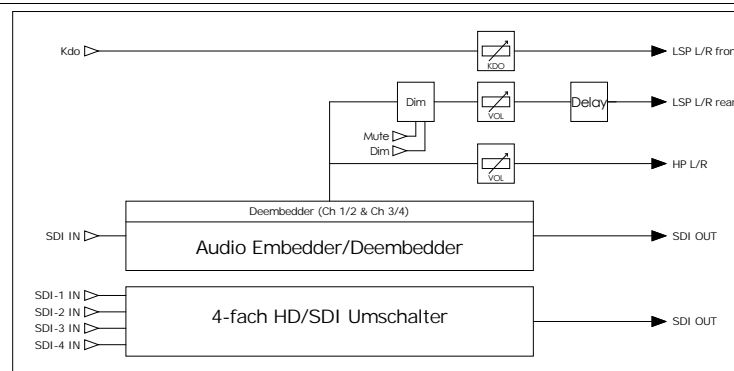 Kdo
KDO
LSP L/R fron
Dim
VOL
Delay
LSP L/R rear
Mute
Dim
VOL
HP L/R
Deembedder (Ch 1/2 & Ch 3/4)
SDI IN
Audio Embedder/Deembedder
SDI OUT
SDI-1 IN
SDI-2 IN
SDI-3 IN
SDI-4 IN
4-fach HD/SDI Umschalter
SDI OUT